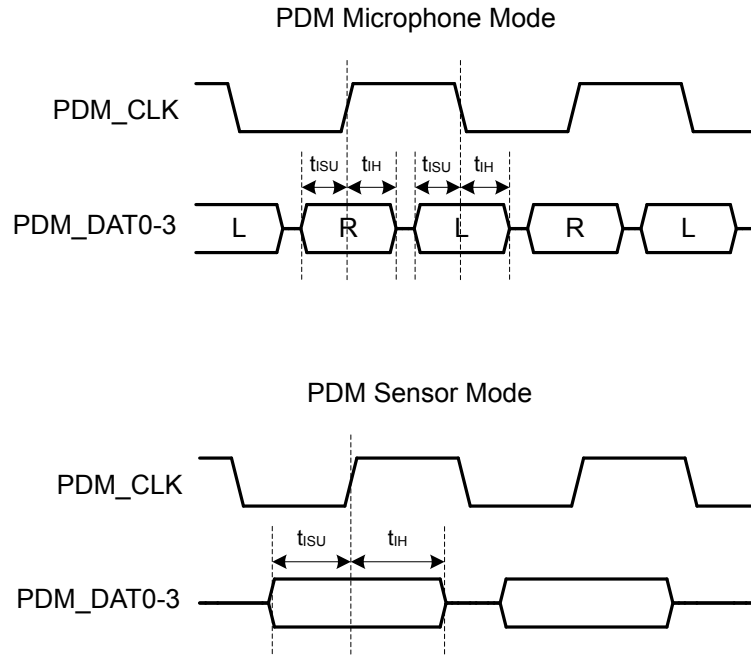 PDM Microphone Mode
PDM_CLK
tISU tIH tISU tIH
PDM_DAT0-3 L R L R L
PDM Sensor Mode
PDM_CLK
tISU tIH
PDM_DAT0-3